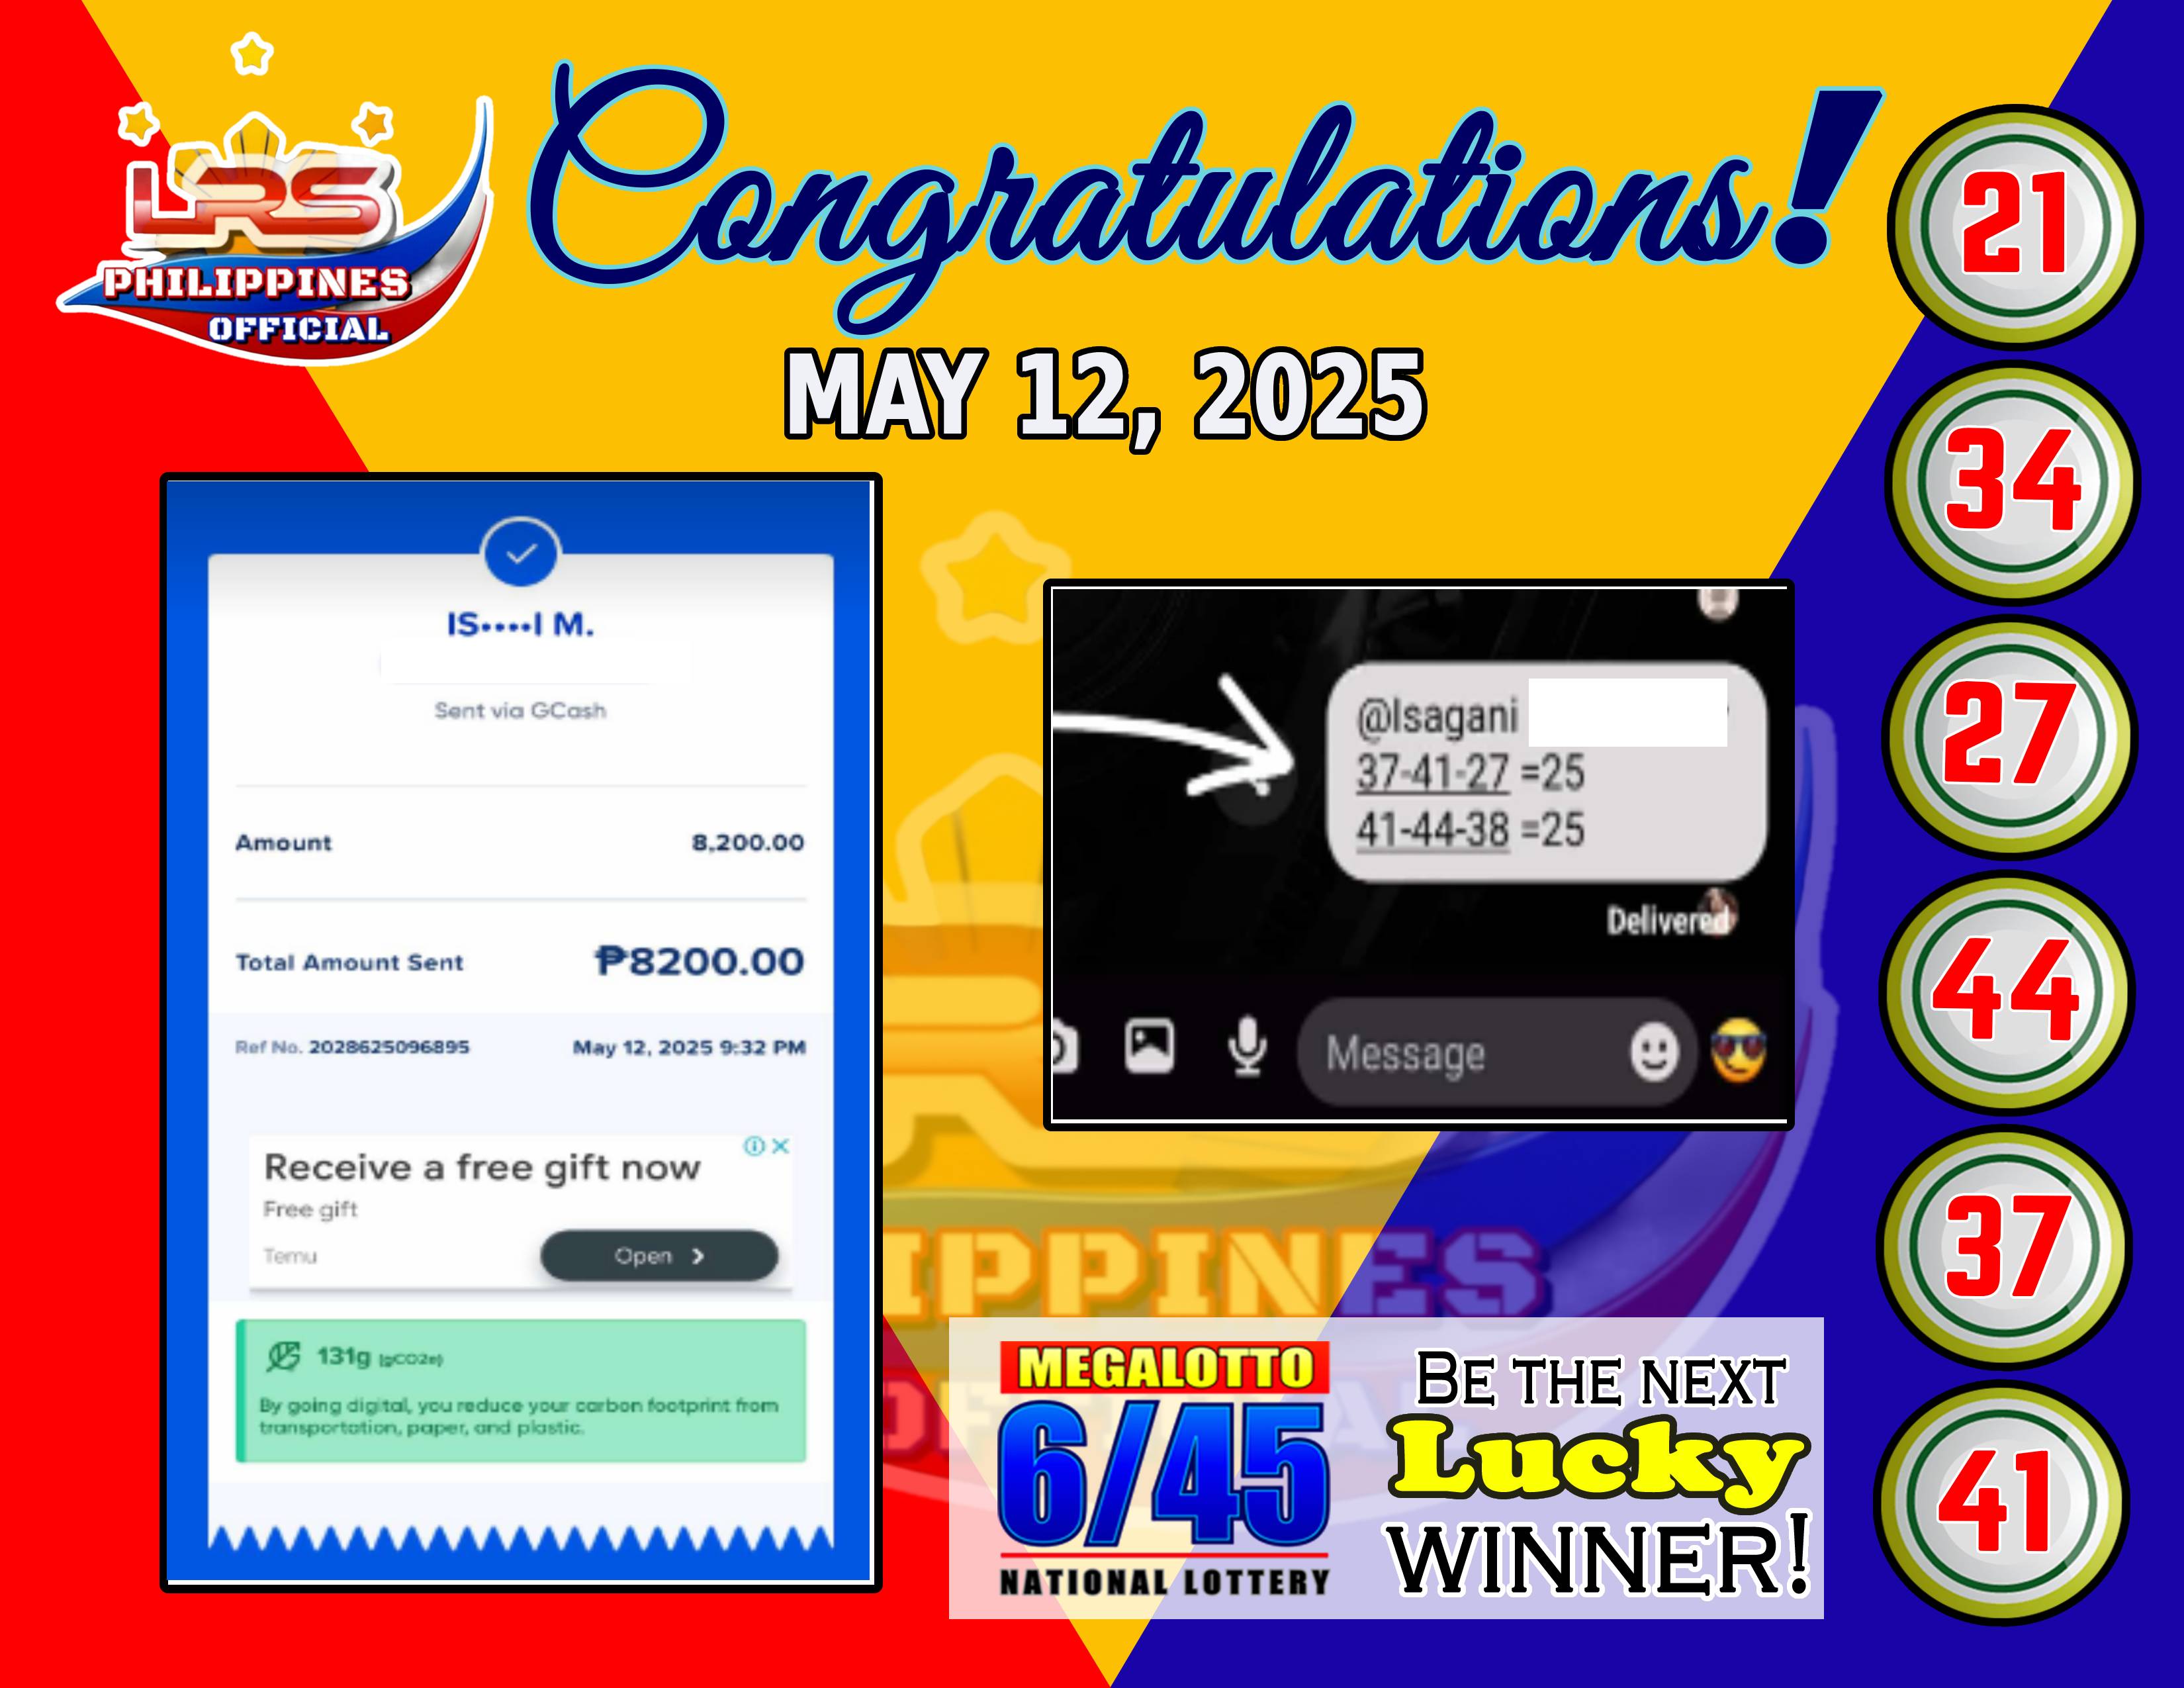 LRS
PHILIPPINES
OFFICIAL
Congratulations!
MAY 12, 2025
IS••••I M.
Sent via GCash
Amount 8,200.00
Total Amount Sent ₱8200.00
Ref No. 2028625096895 May 12, 2025 9:32 PM
Receive a free gift now
Free gift
Temu
Open
131g (gCO2e)
By going digital, you reduce your carbon footprint from
transportation, paper, and plastic.
@Isagani
37-41-27 =25
41-44-38 =25
Delivered
Message
IPPINES
MEGALOTTO
6/45
NATIONAL LOTTERY
BE THE NEXT
Lucky
WINNER!
21
34
27
44
37
41